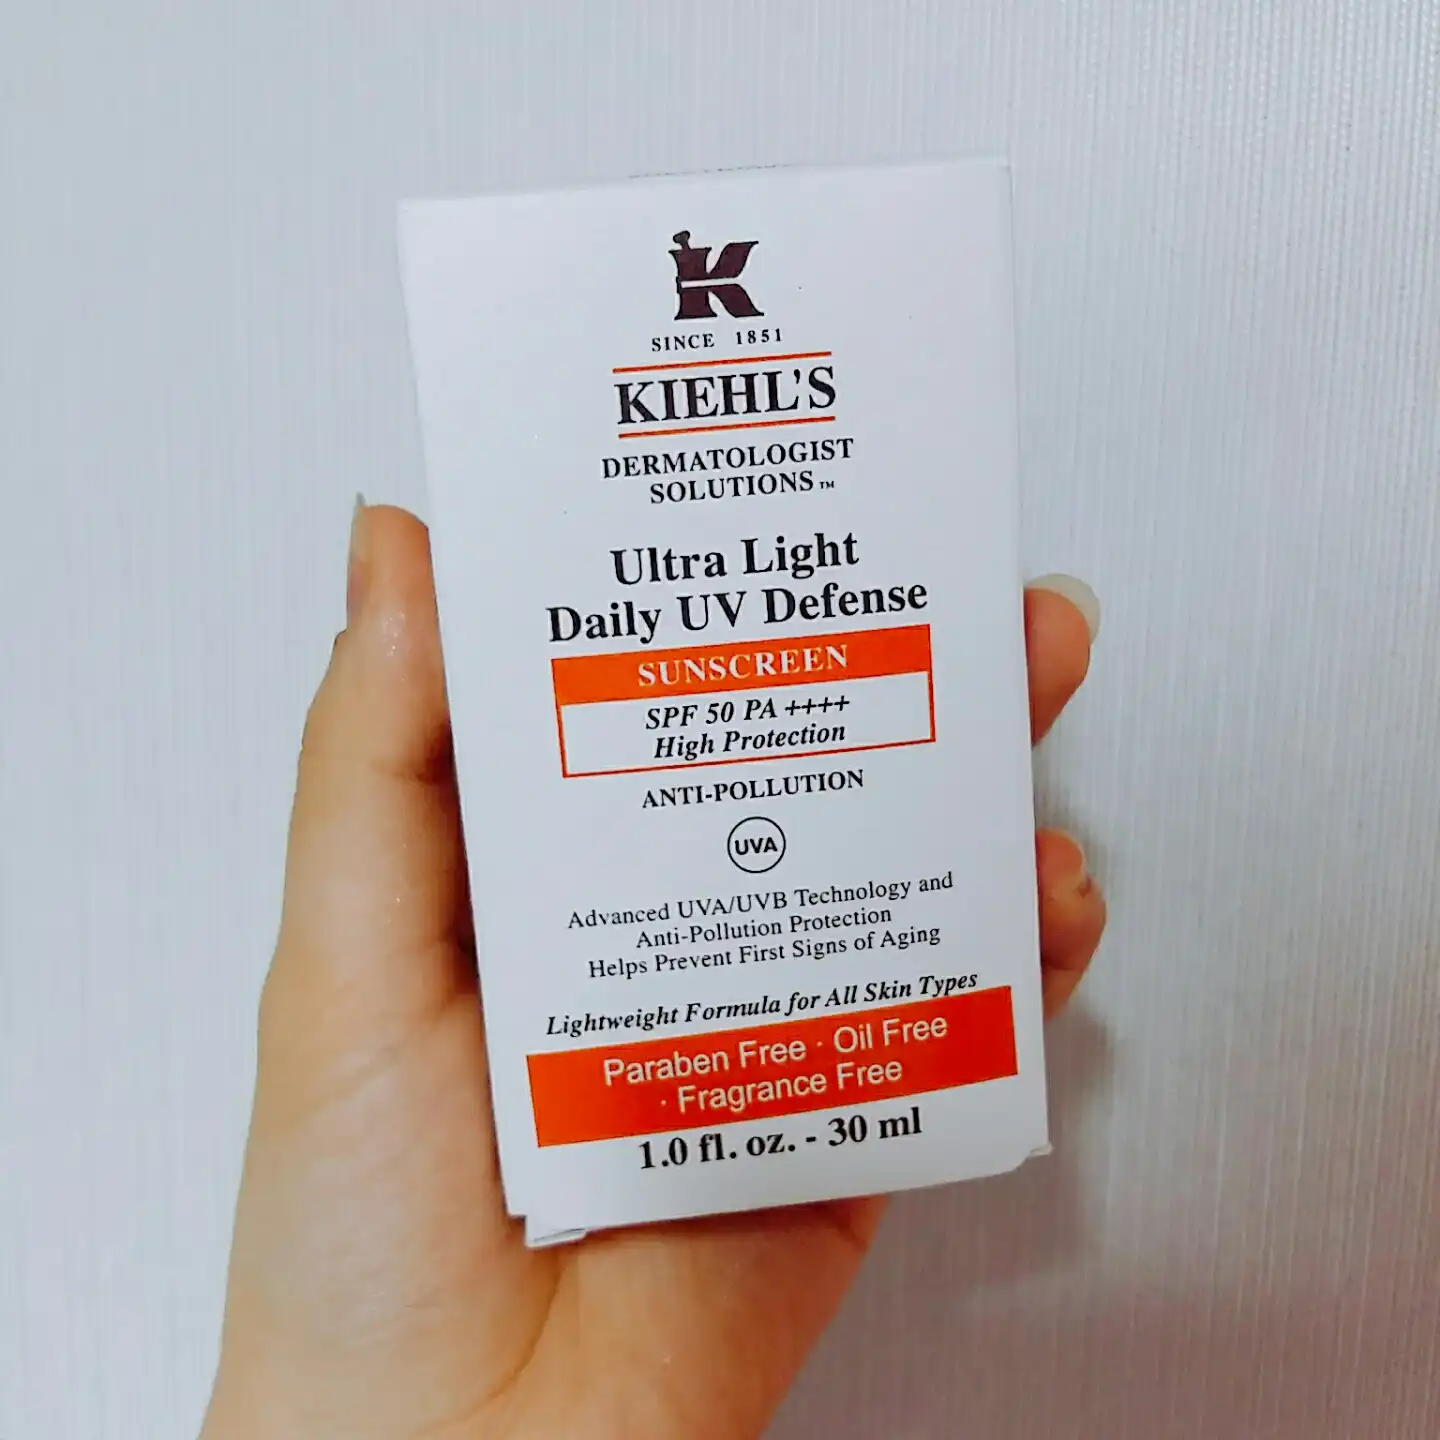 K
SINCE 1851
KIEHL'S
DERMATOLOGIST
SOLUTIONS™
Ultra Light
Daily UV Defense
SUNSCREEN
SPF 50 PA ++++
High Protection
ANTI-POLLUTION
UVA
Advanced UVA/UVB Technology and
Anti-Pollution Protection
Helps Prevent First Signs of Aging
Lightweight Formula for All Skin Types
Paraben Free · Oil Free
· Fragrance Free
1.0 fl. oz. - 30 ml